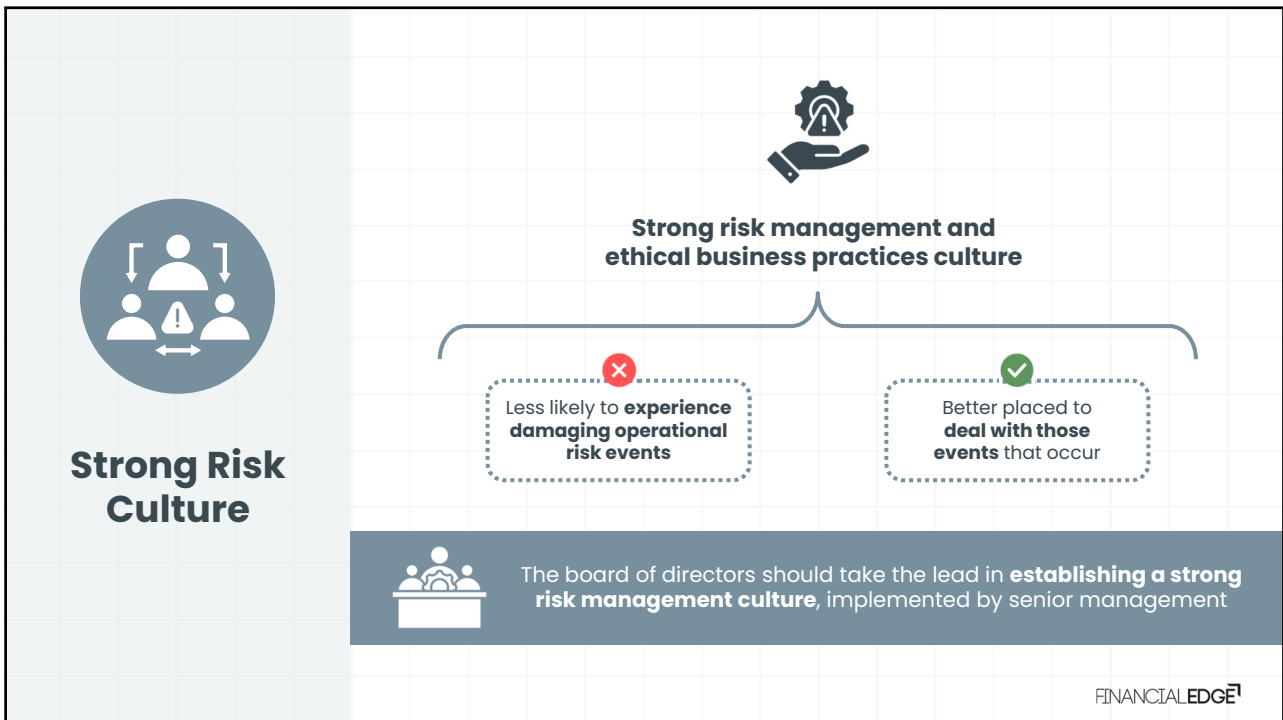 Strong Risk
Culture
Strong risk management and
ethical business practices culture
Less likely to experience
damaging operational
risk events
Better placed to
deal with those
events that occur
The board of directors should take the lead in establishing a strong
risk management culture, implemented by senior management
FINANCIALEDGE